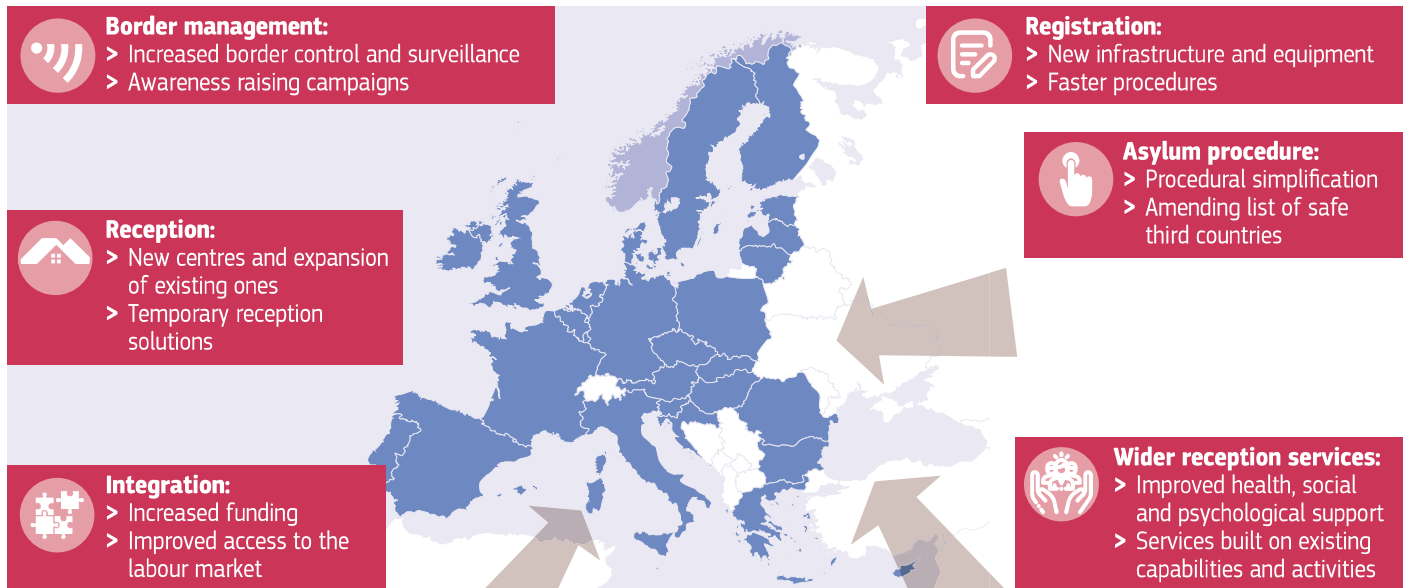 Border management:
> Increased border control and surveillance
> Awareness raising campaigns
Registration:
> New infrastructure and equipment
> Faster procedures
Asylum procedure:
> Procedural simplification
> Amending list of safe
third countries
Reception:
> New centres and expansion
of existing ones
> Temporary reception
solutions
Integration:
> Increased funding
> Improved access to the
labour market
Wider reception services:
> Improved health, social
and psychological support
> Services built on existing
capabilities and activities